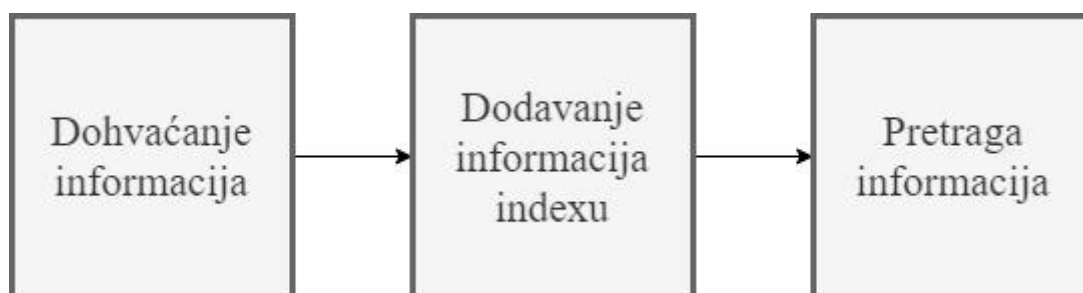 Dohvaćanje
informacija
Dodavanje
informacija
indexu
Pretraga
informacija